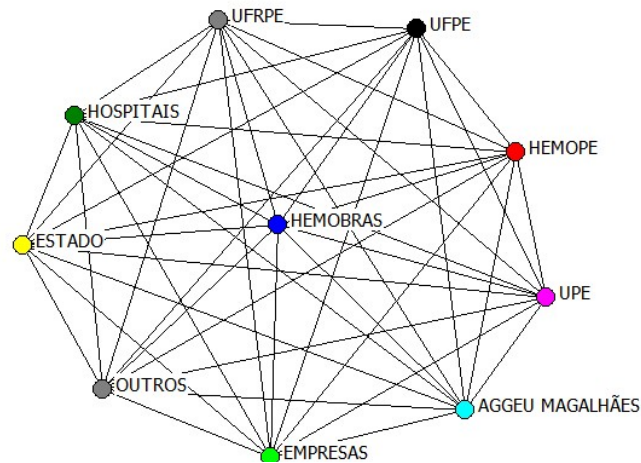 UFRPE
UFPE
HOSPITAIS
HEMOPE
HEMOBRAS
ESTADO
UPE
OUTROS
AGGEU MAGALHÃES
EMPRESAS